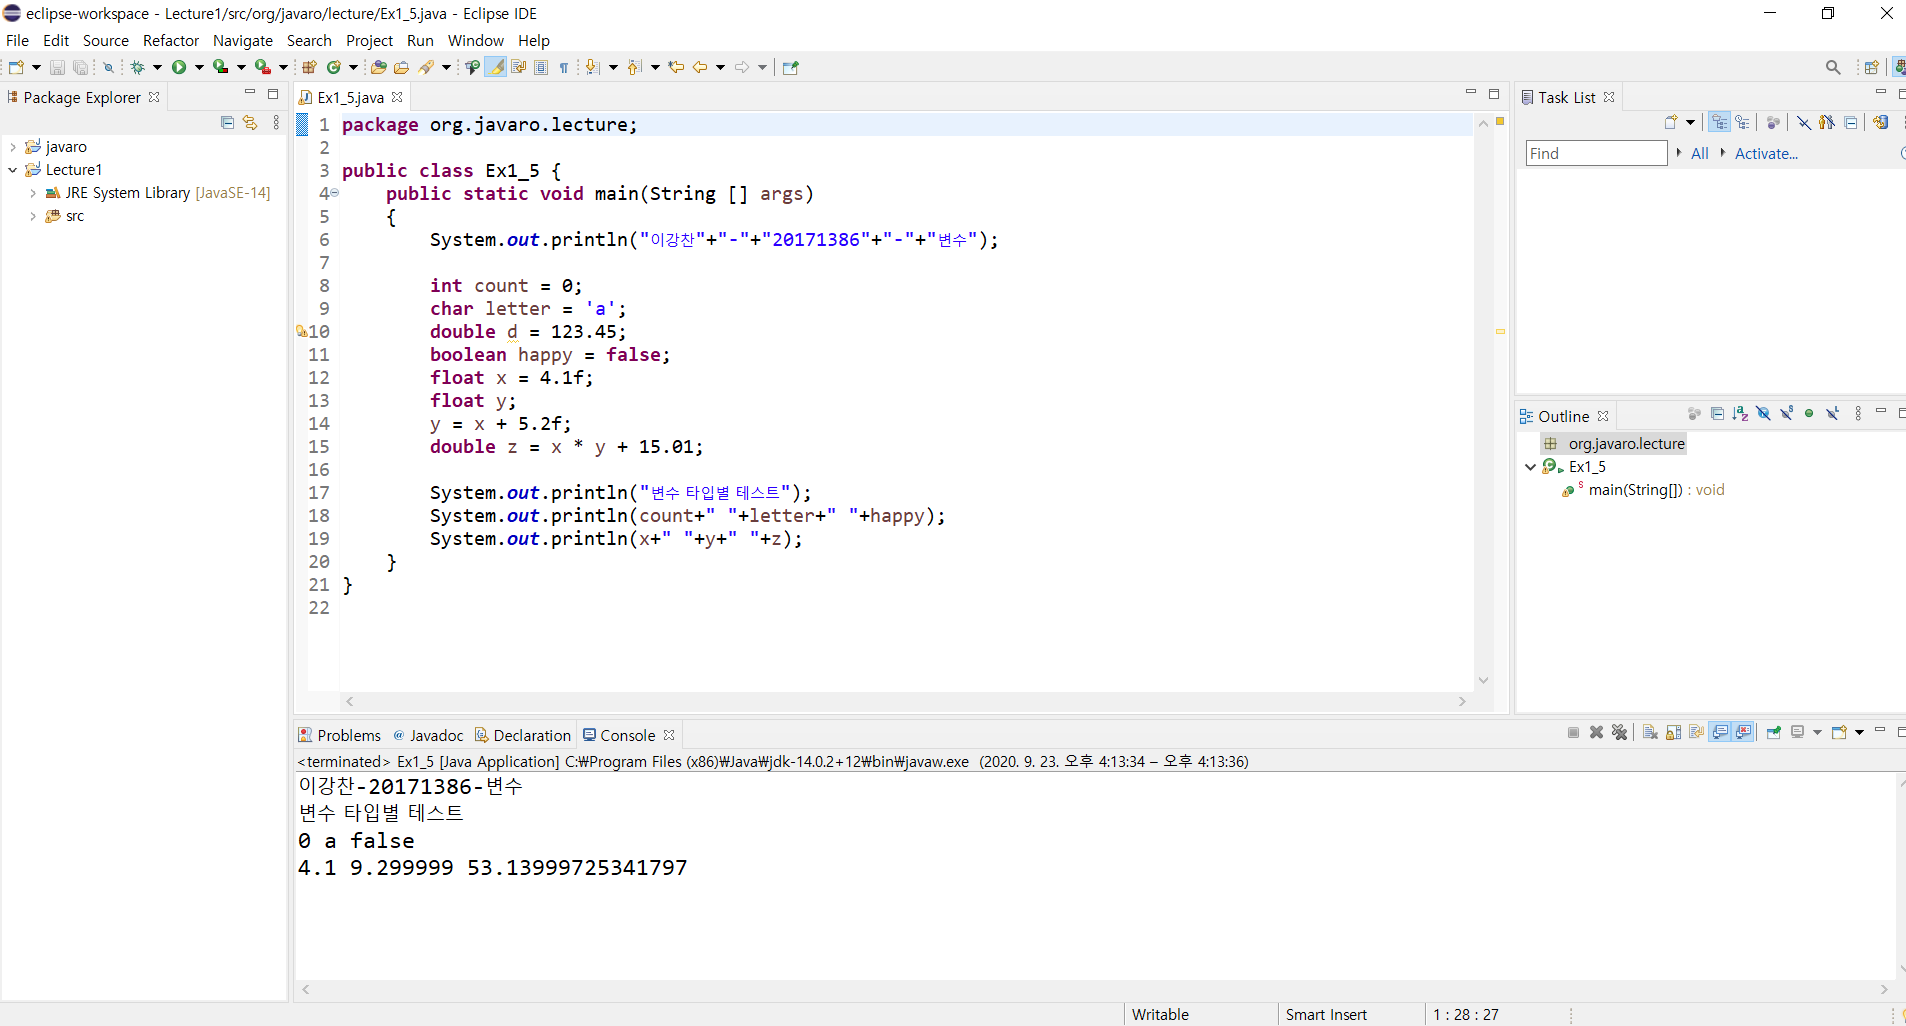 eclipse-workspace - Lecture1/src/org/javaro/lecture/Ex1_5.java - Eclipse IDE
File Edit Source Refactor Navigate Search Project Run Window Help
Package Explorer
javaro
Lecture1
JRE System Library [JavaSE-14]
src
Ex1_5.java
1 package org.javaro.lecture;
2
3 public class Ex1_5 {
4 public static void main(String [] args)
5 {
6 System.out.println("이강찬"+"-"+"20171386"+"-"+"변수");
7
8 int count = 0;
9 char letter = 'a';
10 double d = 123.45;
11 boolean happy = false;
12 float x = 4.1f;
13 float y;
14 y = x + 5.2f;
15 double z = x * y + 15.01;
16
17 System.out.println("변수 타입별 테스트");
18 System.out.println(count+" "+letter+" "+happy);
19 System.out.println(x+" "+y+" "+z);
20 }
21 }
22
Task List
Find All Activate...
Outline
org.javaro.lecture
Ex1_5
main(String[]) : void
Problems Javadoc Declaration Console
<terminated> Ex1_5 [Java Application] C:₩Program Files (x86)₩Java₩jdk-14.0.2+12₩bin₩javaw.exe (2020. 9. 23. 오후 4:13:34 – 오후 4:13:36)
이강찬-20171386-변수
변수 타입별 테스트
0 a false
4.1 9.299999 53.13999725341797
Writable Smart Insert 1 : 28 : 27